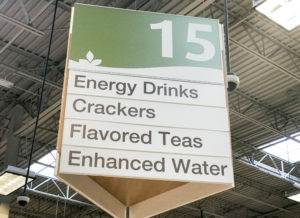 15
Energy Drinks
Crackers
Flavored Teas
Enhanced Water